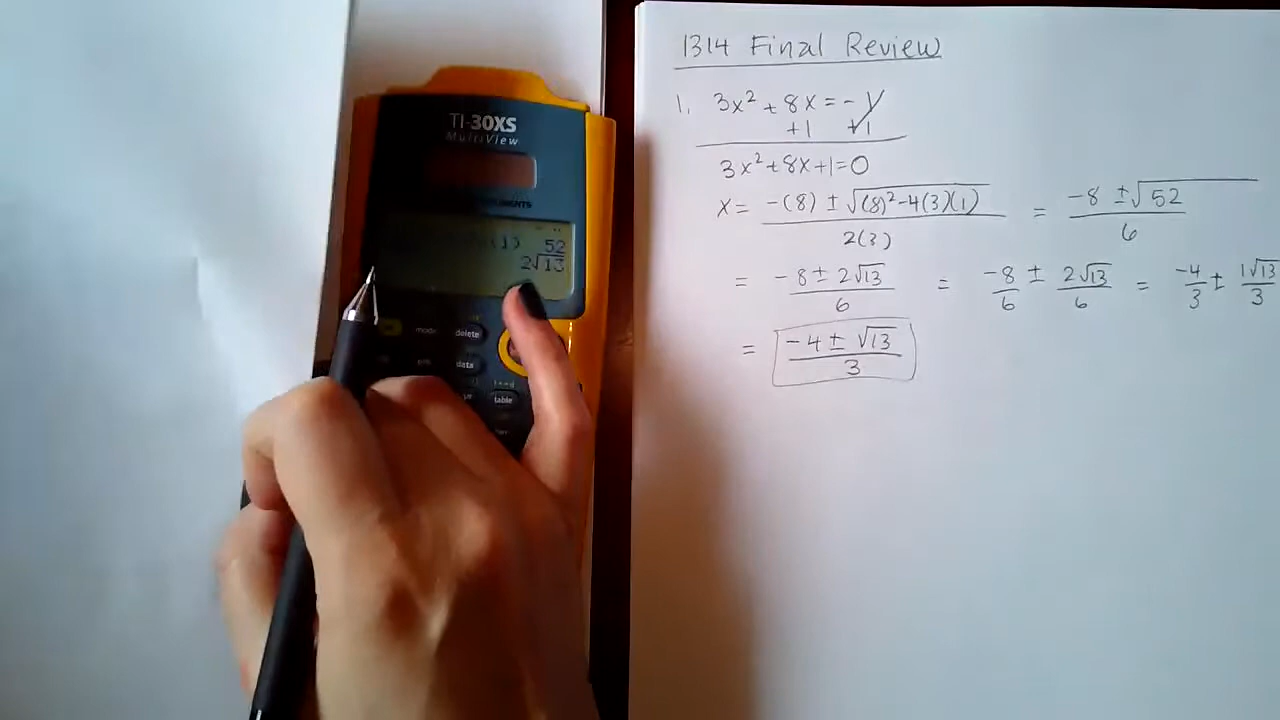 TI-30XS
MultiView
(1) 52
2√13
mode
delete
data
table
1314 Final Review
1. 3x² + 8x = -1
+1 +1
3x² + 8x + 1 = 0
x = -(8) ± √(8)² - 4(3)(1) / 2(3) = -8 ± √52 / 6
= -8 ± 2√13 / 6 = -8/6 ± 2√13/6 = -4/3 ± 1√13/3
= -4 ± √13 / 3